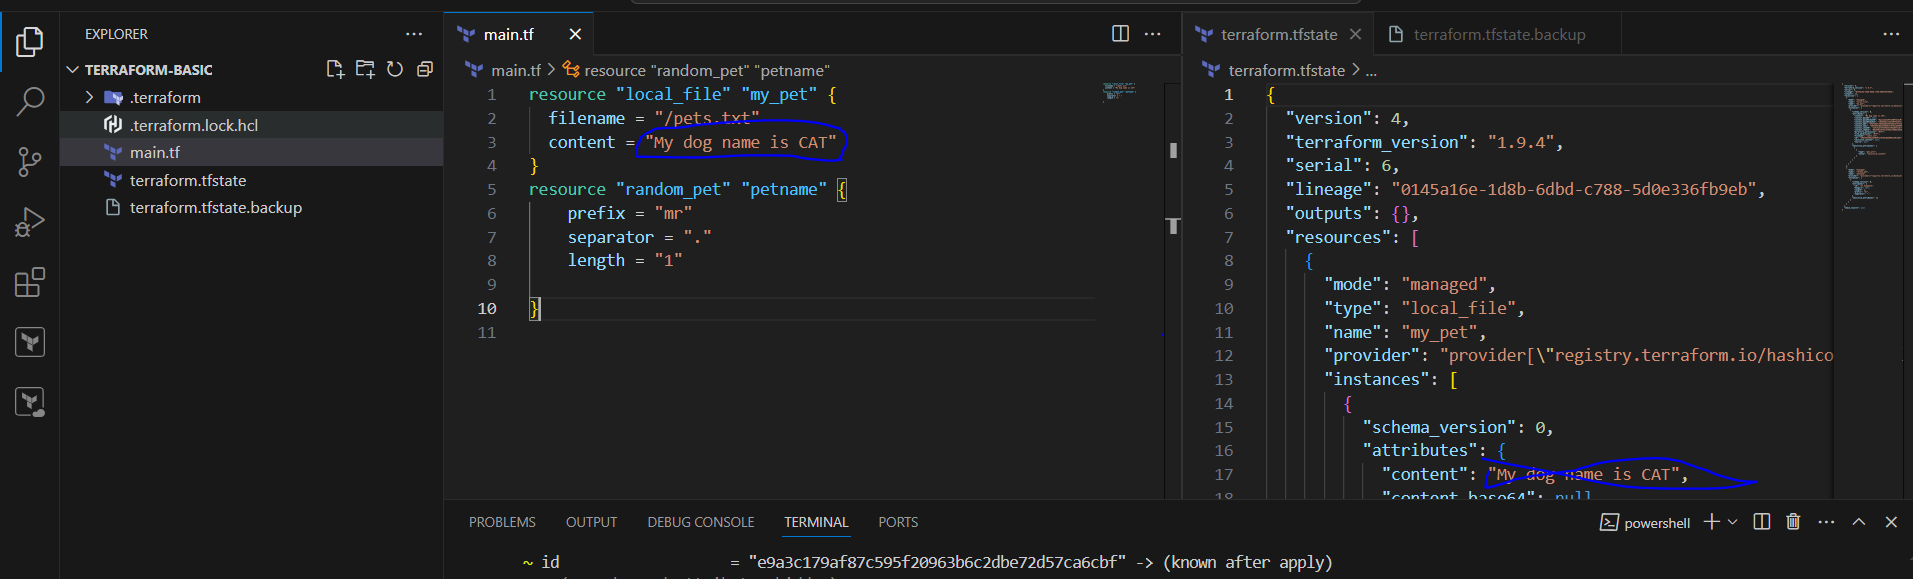 EXPLORER
TERRAFORM-BASIC
.terraform
.terraform.lock.hcl
main.tf
terraform.tfstate
terraform.tfstate.backup
main.tf
main.tf > resource "random_pet" "petname"
1 resource "local_file" "my_pet" {
2 filename = "/pets.txt"
3 content = "My dog name is CAT"
4 }
5 resource "random_pet" "petname" {
6 prefix = "mr"
7 separator = "."
8 length = "1"
9
10 }
11
terraform.tfstate
terraform.tfstate.backup
terraform.tfstate > ...
1 {
2 "version": 4,
3 "terraform_version": "1.9.4",
4 "serial": 6,
5 "lineage": "0145a16e-1d8b-6dbd-c788-5d0e336fb9eb",
6 "outputs": {},
7 "resources": [
8 {
9 "mode": "managed",
10 "type": "local_file",
11 "name": "my_pet",
12 "provider": "provider[\"registry.terraform.io/hashico
13 "instances": [
14 {
15 "schema_version": 0,
16 "attributes": {
17 "content": "My dog name is CAT",
18 "content_base64": null
PROBLEMS OUTPUT DEBUG CONSOLE TERMINAL PORTS
powershell
~ id = "e9a3c179af87c595f20963b6c2dbe72d57ca6cbf" -> (known after apply)